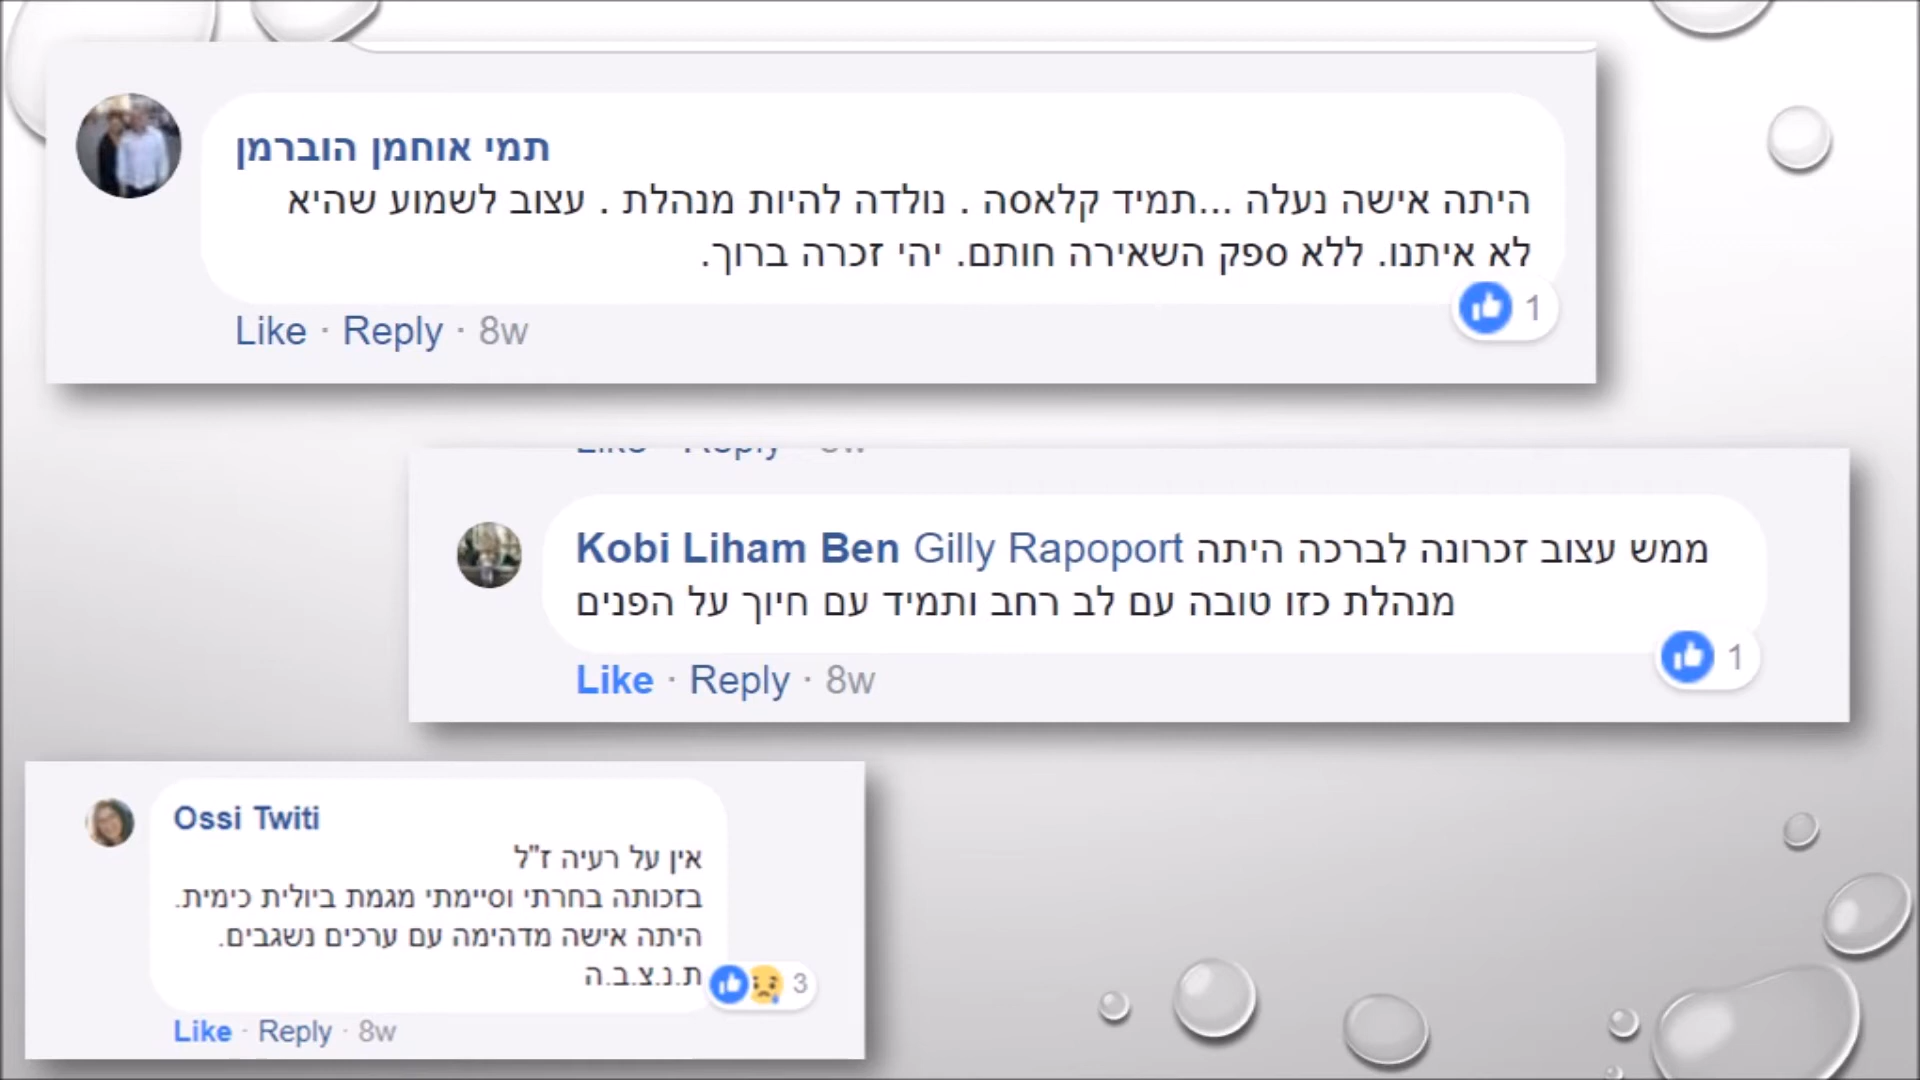 תמי אוחמן הוברמן
היתה אישה נעלה ...תמיד קלאסה . נולדה להיות מנהלת . עצוב לשמוע שהיא
לא איתנו. ללא ספק השאירה חותם. יהי זכרה ברוך.
1
Like · Reply · 8w
Like · Reply · 8w
Kobi Liham Ben Gilly Rapoport ממש עצוב זכרונה לברכה היתה
מנהלת כזו טובה עם לב רחב ותמיד עם חיוך על הפנים
1
Like · Reply · 8w
Ossi Twiti
אין על רעיה ז"ל
בזכותה בחרתי וסיימתי מגמת ביולית כימית.
היתה אישה מדהימה עם ערכים נשגבים.
ת.נ.צ.ב.ה
3
Like · Reply · 8w